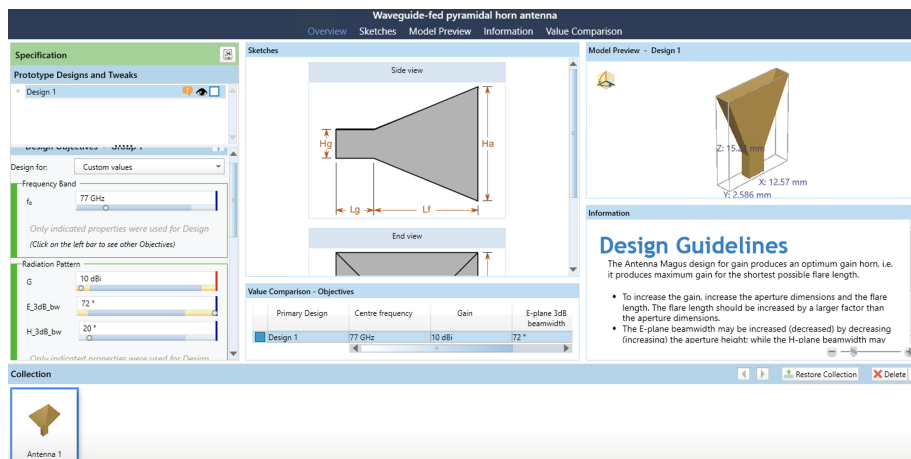 Waveguide-fed pyramidal horn antenna
Overview Sketches Model Preview Information Value Comparison
Specification
Prototype Designs and Tweaks
Design 1
Design for: Custom values
Frequency Band
f₀ 77 GHz
Only indicated properties were used for Design
(Click on the left bar to see other Objectives)
Radiation Pattern
G 10 dBi
E_3dB_bw 72 °
H_3dB_bw 20 °
Only indicated properties were used for Design
Sketches
Side view
Hg
Ha
Lg
Lf
End view
Value Comparison - Objectives
Primary Design Centre frequency Gain E-plane 3dB
beamwidth
Design 1 77 GHz 10 dBi 72 °
Model Preview - Design 1
X: 12.57 mm
Y: 2.586 mm
Information
Design Guidelines
The Antenna Magus design for gain produces an optimum gain horn, i.e.
it produces maximum gain for the shortest possible flare length.
• To increase the gain, increase the aperture dimensions and the flare
length. The flare length should be increased by a larger factor than
the aperture dimensions.
• The E-plane beamwidth may be increased (decreased) by decreasing
(increasing) the aperture height; while the H-plane beamwidth may
Collection
Restore Collection Delete
Antenna 1